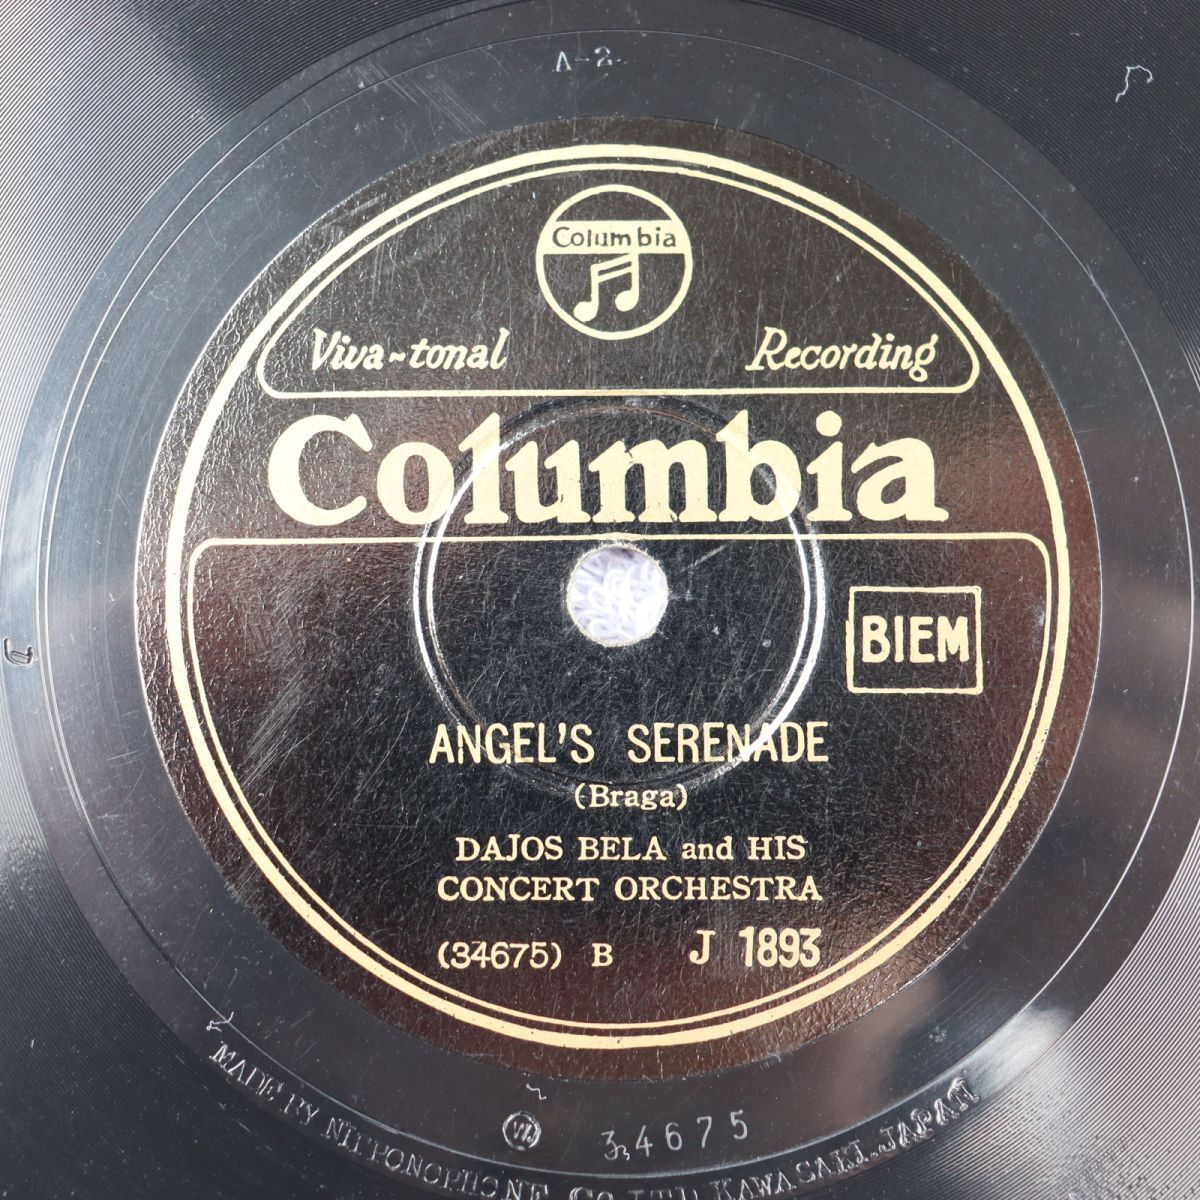 A-2
Columbia
Viva-tonal Recording
Columbia
BIEM
ANGEL'S SERENADE
(Braga)
DAJOS BELA and HIS
CONCERT ORCHESTRA
(34675) B J 1893
34675
MADE BY NIPPONOPHONE CO. LTD. KAWASAKI. JAPAN